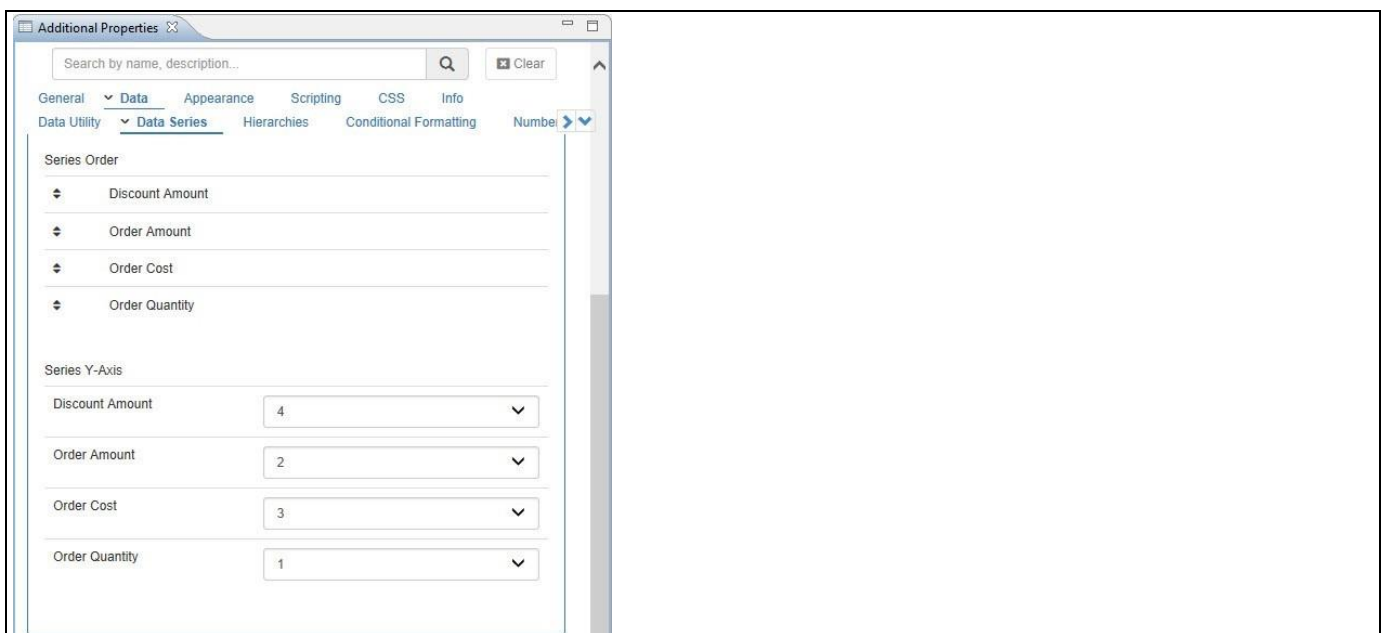 Additional Properties
Search by name, description...
Clear
General Data Appearance Scripting CSS Info
Data Utility Data Series Hierarchies Conditional Formatting Number
Series Order
Discount Amount
Order Amount
Order Cost
Order Quantity
Series Y-Axis
Discount Amount 4
Order Amount 2
Order Cost 3
Order Quantity 1